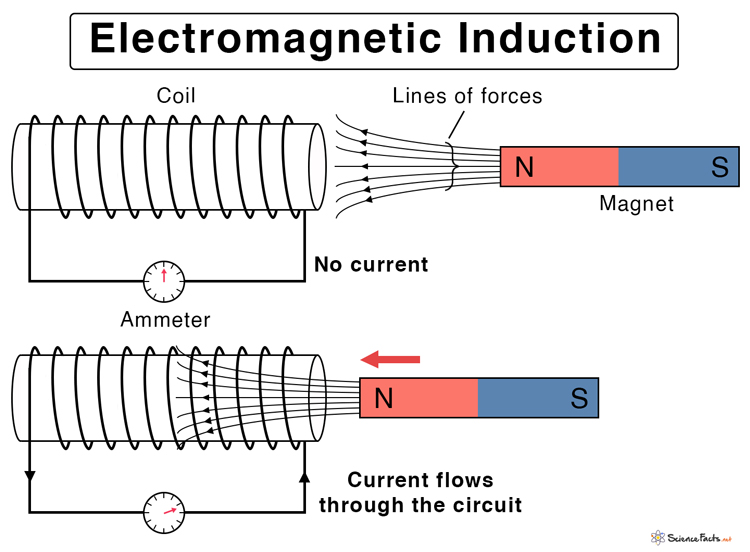 Electromagnetic Induction
Coil
Lines of forces
N
S
Magnet
No current
Ammeter
N
S
Current flows
through the circuit
ScienceFacts.net